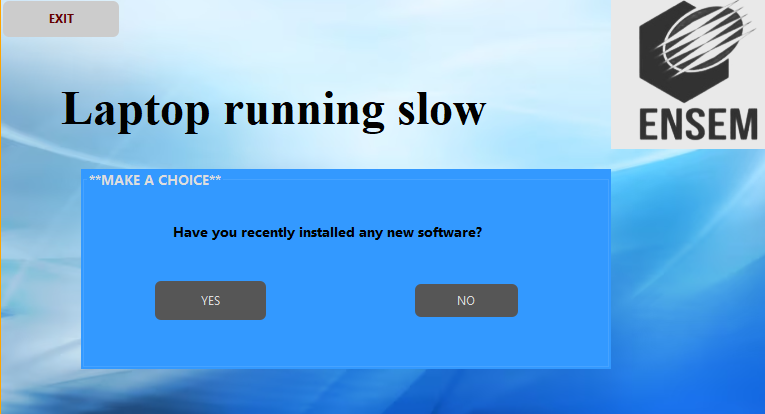 EXIT
ENSEM
Laptop running slow
**MAKE A CHOICE**
Have you recently installed any new software?
YES
NO